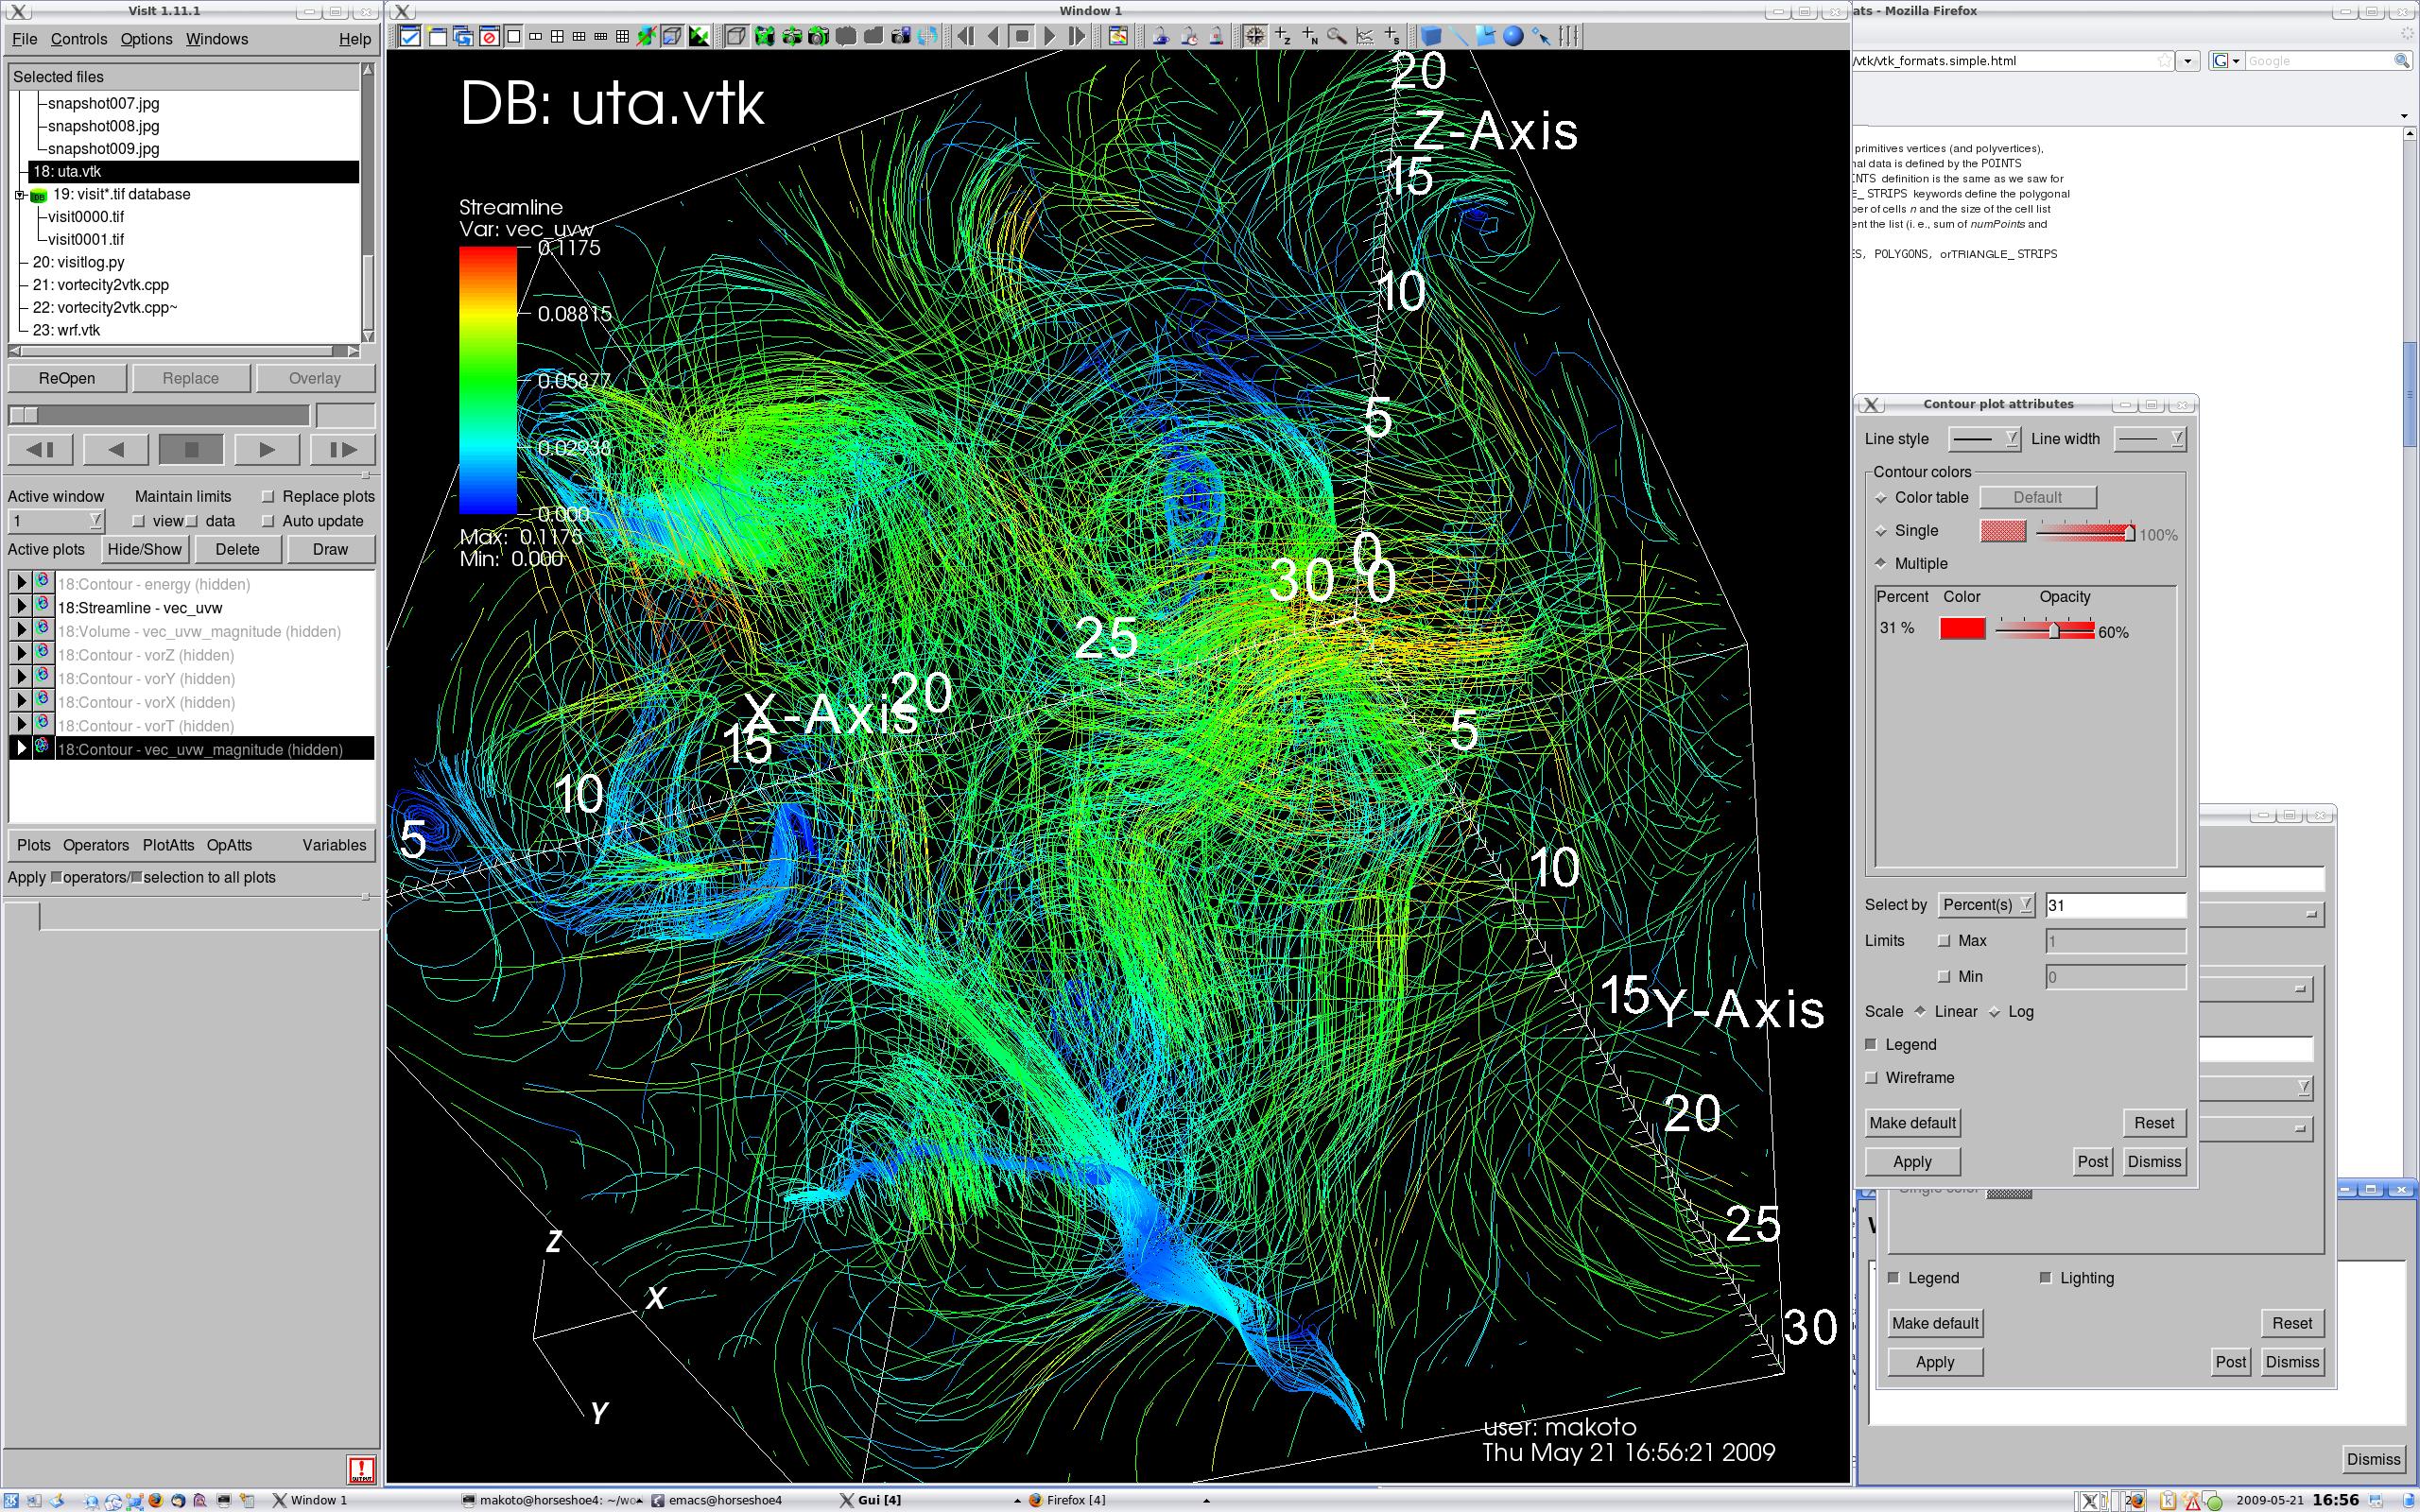 VisIt 1.11.1
File Controls Options Windows Help
Selected files
snapshot007.jpg
snapshot008.jpg
snapshot009.jpg
18: uta.vtk
19: visit*.tif database
visit0000.tif
visit0001.tif
20: visitlog.py
21: vortecity2vtk.cpp
22: vortecity2vtk.cpp~
23: wrf.vtk
ReOpen Replace Overlay
Active window Maintain limits Replace plots
1 view data Auto update
Active plots Hide/Show Delete Draw
18:Contour - energy (hidden)
18:Streamline - vec_uvw
18:Volume - vec_uvw_magnitude (hidden)
18:Contour - vorZ (hidden)
18:Contour - vorY (hidden)
18:Contour - vorX (hidden)
18:Contour - vorT (hidden)
18:Contour - vec_uvw_magnitude (hidden)
Plots Operators PlotAtts OpAtts Variables
Apply operators/ selection to all plots
Window 1
DB: uta.vtk
Streamline
Var: vec_uvw
0.1175
0.08815
0.05877
0.02938
0.000
Max: 0.1175
Min: 0.000
20
Z-Axis
15
10
5
0
30 0
25
20
X-Axis
15
10
5
5
10
15
Y-Axis
20
25
30
Z
X
Y
user: makoto
Thu May 21 16:56:21 2009
ats - Mozilla Firefox
/vtk/vtk_formats.simple.html
Google
primitives vertices (and polyvertices),
nal data is defined by the POINTS
INTS definition is the same as we saw for
E_STRIPS keywords define the polygonal
ber of cells n and the size of the cell list
ent the list (i. e., sum of numPoints and
ES, POLYGONS, orTRIANGLE_STRIPS
Contour plot attributes
Line style Line width
Contour colors
Color table Default
Single 100%
Multiple
Percent Color Opacity
31 % 60%
Select by Percent(s) 31
Limits Max 1
Min 0
Scale Linear Log
Legend
Wireframe
Make default Reset
Apply Post Dismiss
Legend Lighting
Make default Reset
Apply Post Dismiss
Dismiss
Window 1 makoto@horseshoe4: ~/wo emacs@horseshoe4 Gui [4] Firefox [4] 2009-05-21 16:56